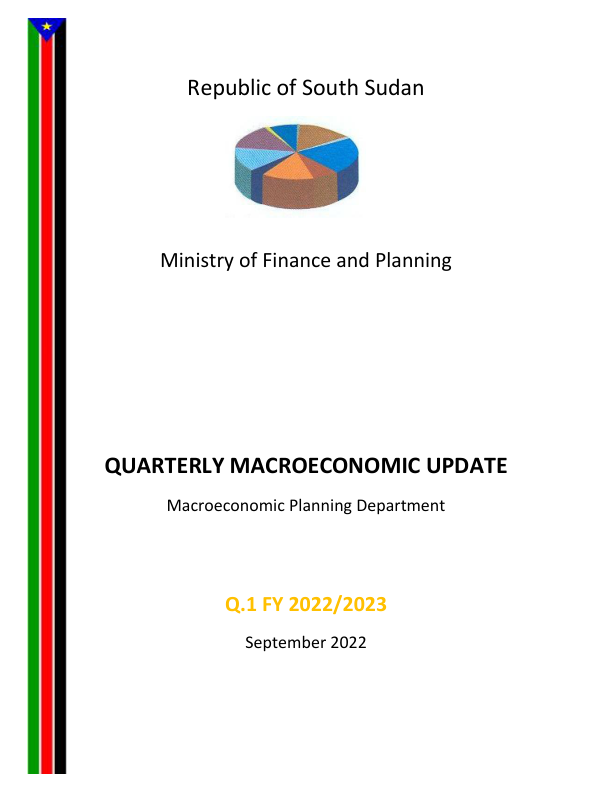 Republic of South Sudan
Ministry of Finance and Planning
QUARTERLY MACROECONOMIC UPDATE
Macroeconomic Planning Department
Q.1 FY 2022/2023
September 2022